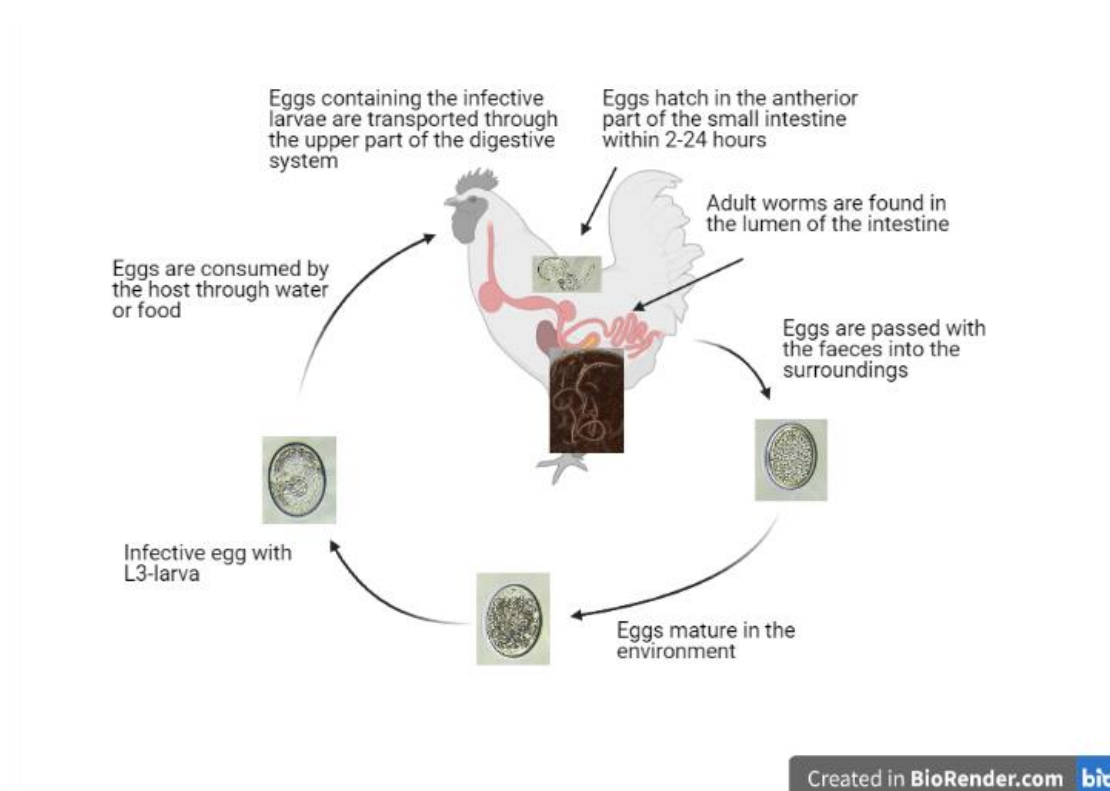 Eggs containing the infective
larvae are transported through
the upper part of the digestive
system
Eggs hatch in the antherior
part of the small intestine
within 2-24 hours
Adult worms are found in
the lumen of the intestine
Eggs are consumed by
the host through water
or food
Eggs are passed with
the faeces into the
surroundings
Infective egg with
L3-larva
Eggs mature in the
environment
Created in BioRender.com